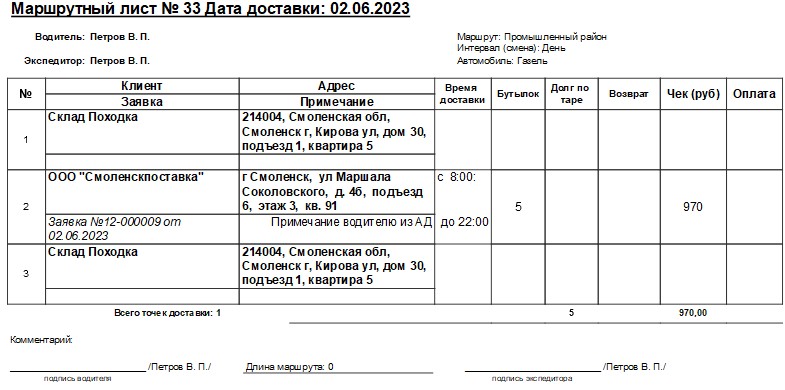 Маршрутный лист № 33 Дата доставки: 02.06.2023
Водитель: Петров В. П.
Маршрут: Промышленный район
Интервал (смена): День
Экспедитор: Петров В. П.
Автомобиль: Газель
№ Клиент Адрес Время доставки Бутылок Долг по таре Возврат Чек (руб) Оплата
Заявка Примечание
1 Склад Походка 214004, Смоленская обл,
Смоленск г, Кирова ул, дом 30,
подъезд 1, квартира 5
2 ООО "Смоленскпоставка" г Смоленск, ул Маршала с 8:00:
Соколовского, д. 4б, подъезд
6, этаж 3, кв. 91 5 970
Заявка №12-000009 от Примечание водителю из АД до 22:00
02.06.2023
3 Склад Походка 214004, Смоленская обл,
Смоленск г, Кирова ул, дом 30,
подъезд 1, квартира 5
Всего точек доставки: 1 5 970,00
Комментарий:
/Петров В. П./ Длина маршрута: 0 /Петров В. П./
подпись водителя подпись экспедитора